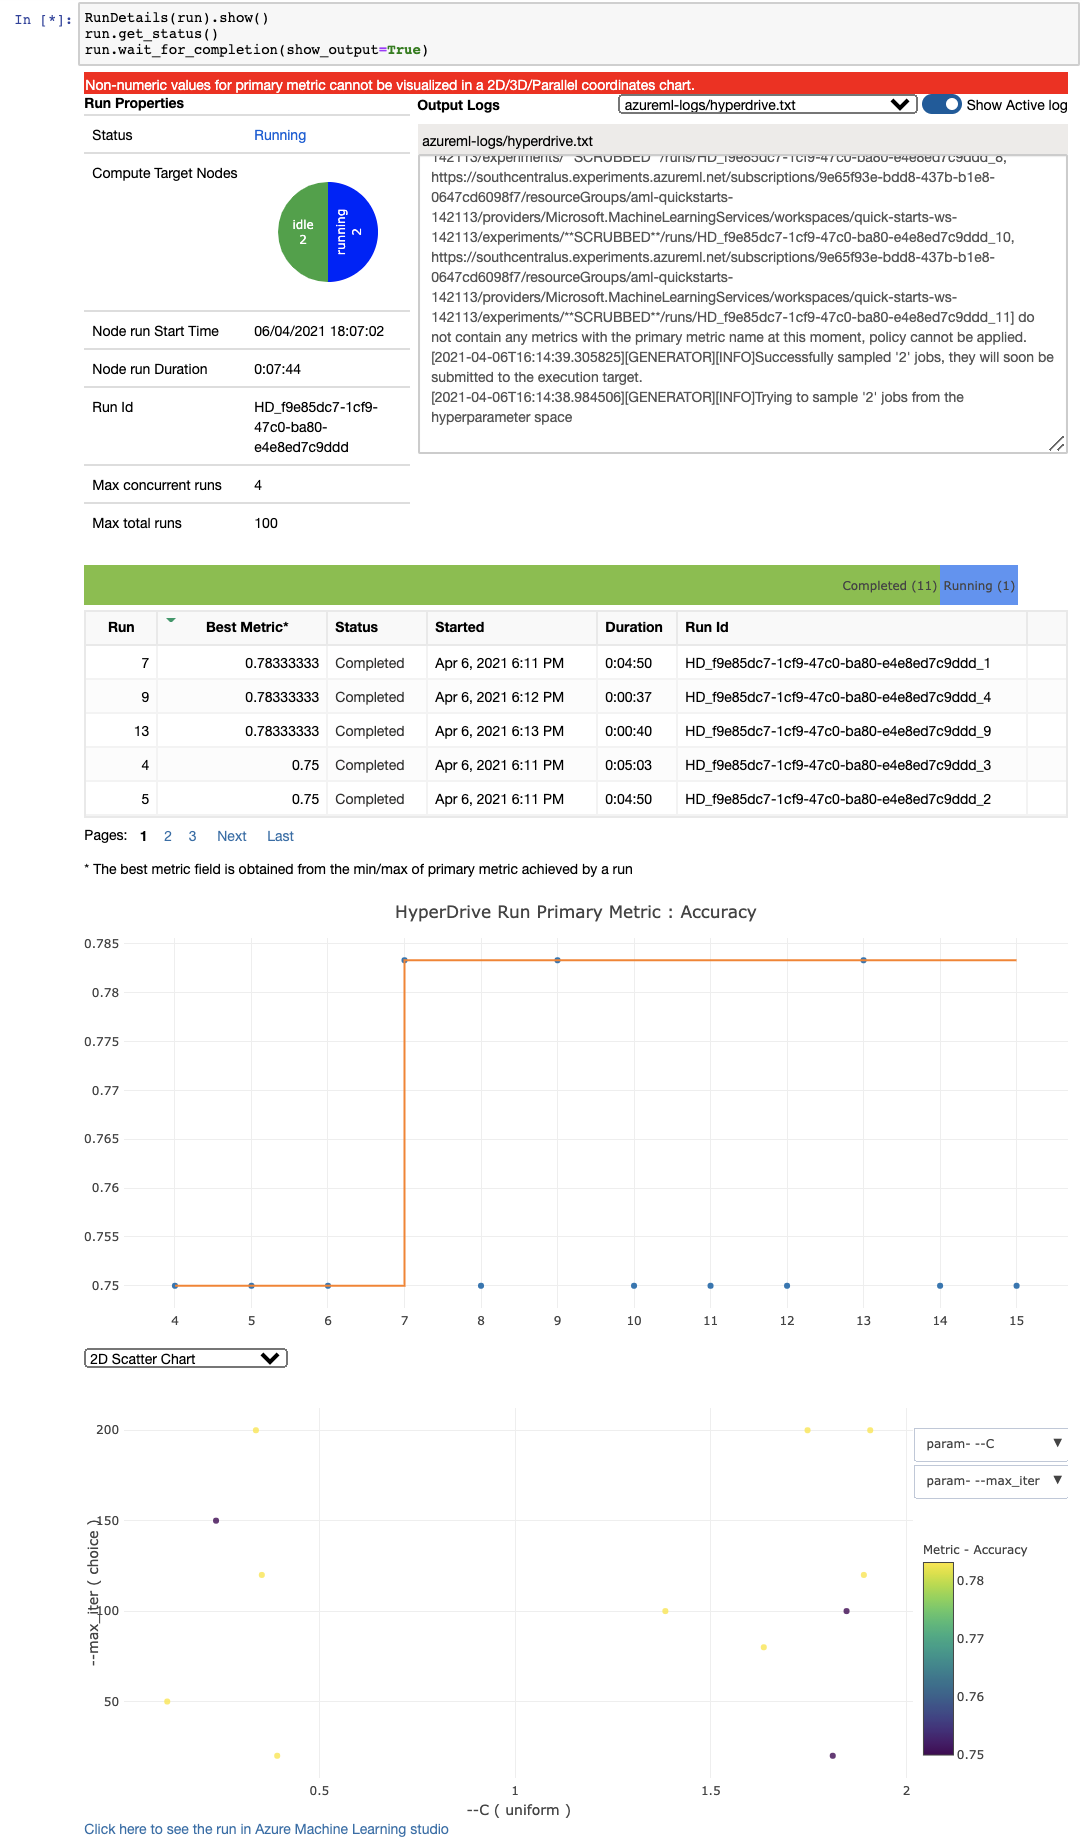 In [*]:
RunDetails(run).show()
run.get_status()
run.wait_for_completion(show_output=True)
Non-numeric values for primary metric cannot be visualized in a 2D/3D/Parallel coordinates chart.
Run Properties
Status Running
Compute Target Nodes
idle
2
running
2
Node run Start Time 06/04/2021 18:07:02
Node run Duration 0:07:44
Run Id HD_f9e85dc7-1cf9-
47c0-ba80-
e4e8ed7c9ddd
Max concurrent runs 4
Max total runs 100
Output Logs azureml-logs/hyperdrive.txt Show Active log
azureml-logs/hyperdrive.txt
142113/experiments/**SCRUBBED**/runs/HD_f9e85dc7-1cf9-47c0-ba80-e4e8ed7c9ddd_8,
https://southcentralus.experiments.azureml.net/subscriptions/9e65f93e-bdd8-437b-b1e8-
0647cd6098f7/resourceGroups/aml-quickstarts-
142113/providers/Microsoft.MachineLearningServices/workspaces/quick-starts-ws-
142113/experiments/**SCRUBBED**/runs/HD_f9e85dc7-1cf9-47c0-ba80-e4e8ed7c9ddd_10,
https://southcentralus.experiments.azureml.net/subscriptions/9e65f93e-bdd8-437b-b1e8-
0647cd6098f7/resourceGroups/aml-quickstarts-
142113/providers/Microsoft.MachineLearningServices/workspaces/quick-starts-ws-
142113/experiments/**SCRUBBED**/runs/HD_f9e85dc7-1cf9-47c0-ba80-e4e8ed7c9ddd_11] do
not contain any metrics with the primary metric name at this moment, policy cannot be applied.
[2021-04-06T16:14:39.305825][GENERATOR][INFO]Successfully sampled '2' jobs, they will soon be
submitted to the execution target.
[2021-04-06T16:14:38.984506][GENERATOR][INFO]Trying to sample '2' jobs from the
hyperparameter space
Completed (11) Running (1)
Run Best Metric* Status Started Duration Run Id
7 0.78333333 Completed Apr 6, 2021 6:11 PM 0:04:50 HD_f9e85dc7-1cf9-47c0-ba80-e4e8ed7c9ddd_1
9 0.78333333 Completed Apr 6, 2021 6:12 PM 0:00:37 HD_f9e85dc7-1cf9-47c0-ba80-e4e8ed7c9ddd_4
13 0.78333333 Completed Apr 6, 2021 6:13 PM 0:00:40 HD_f9e85dc7-1cf9-47c0-ba80-e4e8ed7c9ddd_9
4 0.75 Completed Apr 6, 2021 6:11 PM 0:05:03 HD_f9e85dc7-1cf9-47c0-ba80-e4e8ed7c9ddd_3
5 0.75 Completed Apr 6, 2021 6:11 PM 0:04:50 HD_f9e85dc7-1cf9-47c0-ba80-e4e8ed7c9ddd_2
Pages: 1 2 3 Next Last
* The best metric field is obtained from the min/max of primary metric achieved by a run
HyperDrive Run Primary Metric : Accuracy
0.785
0.78
0.775
0.77
0.765
0.76
0.755
0.75
4 5 6 7 8 9 10 11 12 13 14 15
2D Scatter Chart
200
150
100
50
--max_iter ( choice )
0.5 1 1.5 2
--C ( uniform )
param- --C
param- --max_iter
Metric - Accuracy
0.78
0.77
0.76
0.75
Click here to see the run in Azure Machine Learning studio